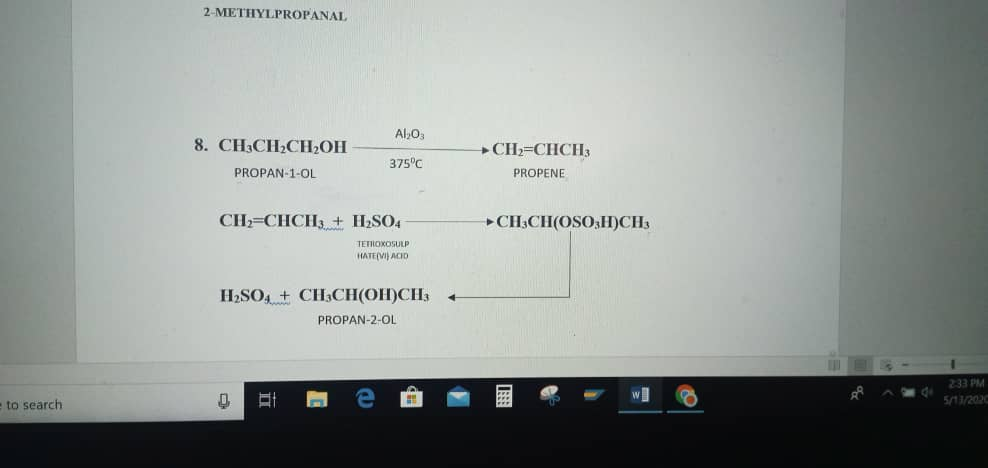 2-METHYLPROPANAL
Al₂O₃
8. CH₃CH₂CH₂OH CH₂=CHCH₃
375⁰C
PROPAN-1-OL PROPENE
CH₂=CHCH₃ + H₂SO₄ CH₃CH(OSO₃H)CH₃
TETROXOSULP
HATE(VI) ACID
H₂SO₄ + CH₃CH(OH)CH₃
PROPAN-2-OL
2:33 PM
to search
5/13/2020